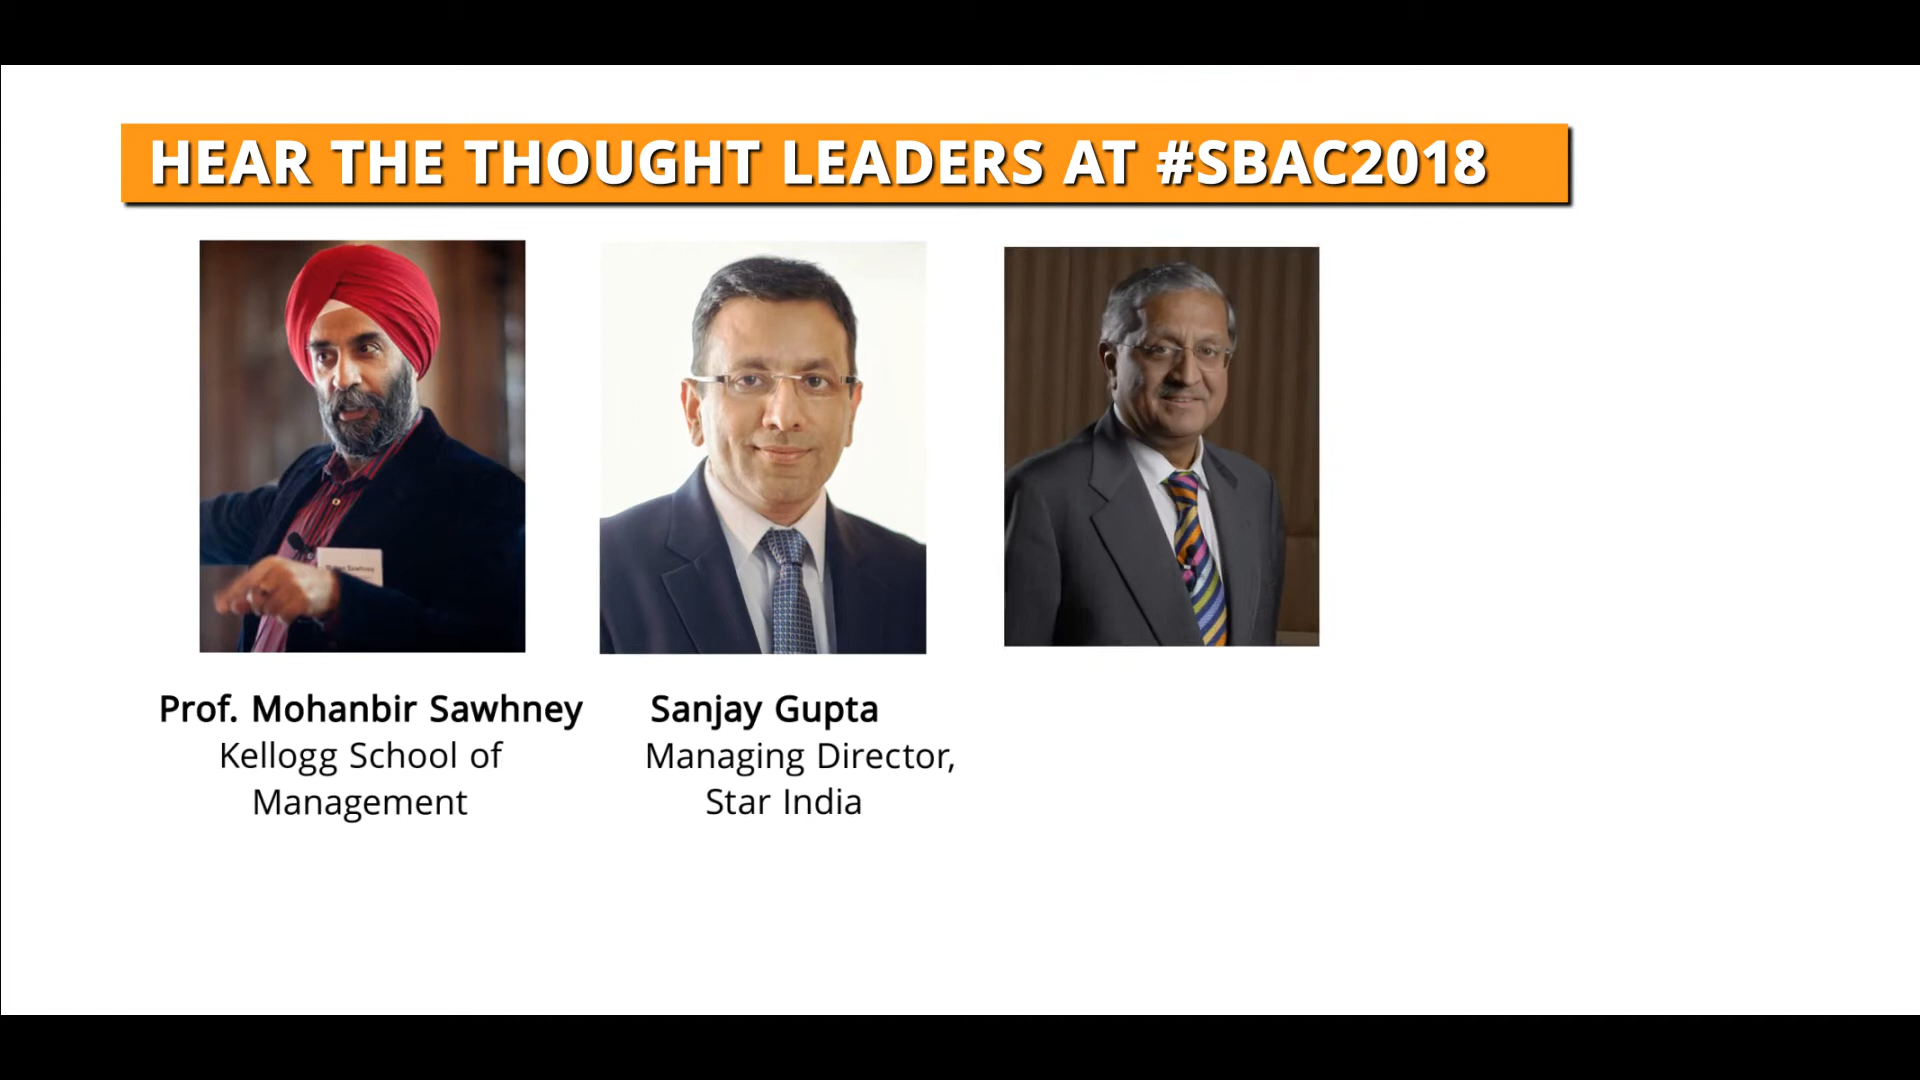 HEAR THE THOUGHT LEADERS AT #SBAC2018
Sawhney
Prof. Mohanbir Sawhney
Kellogg School of
Management
Sanjay Gupta
Managing Director,
Star India